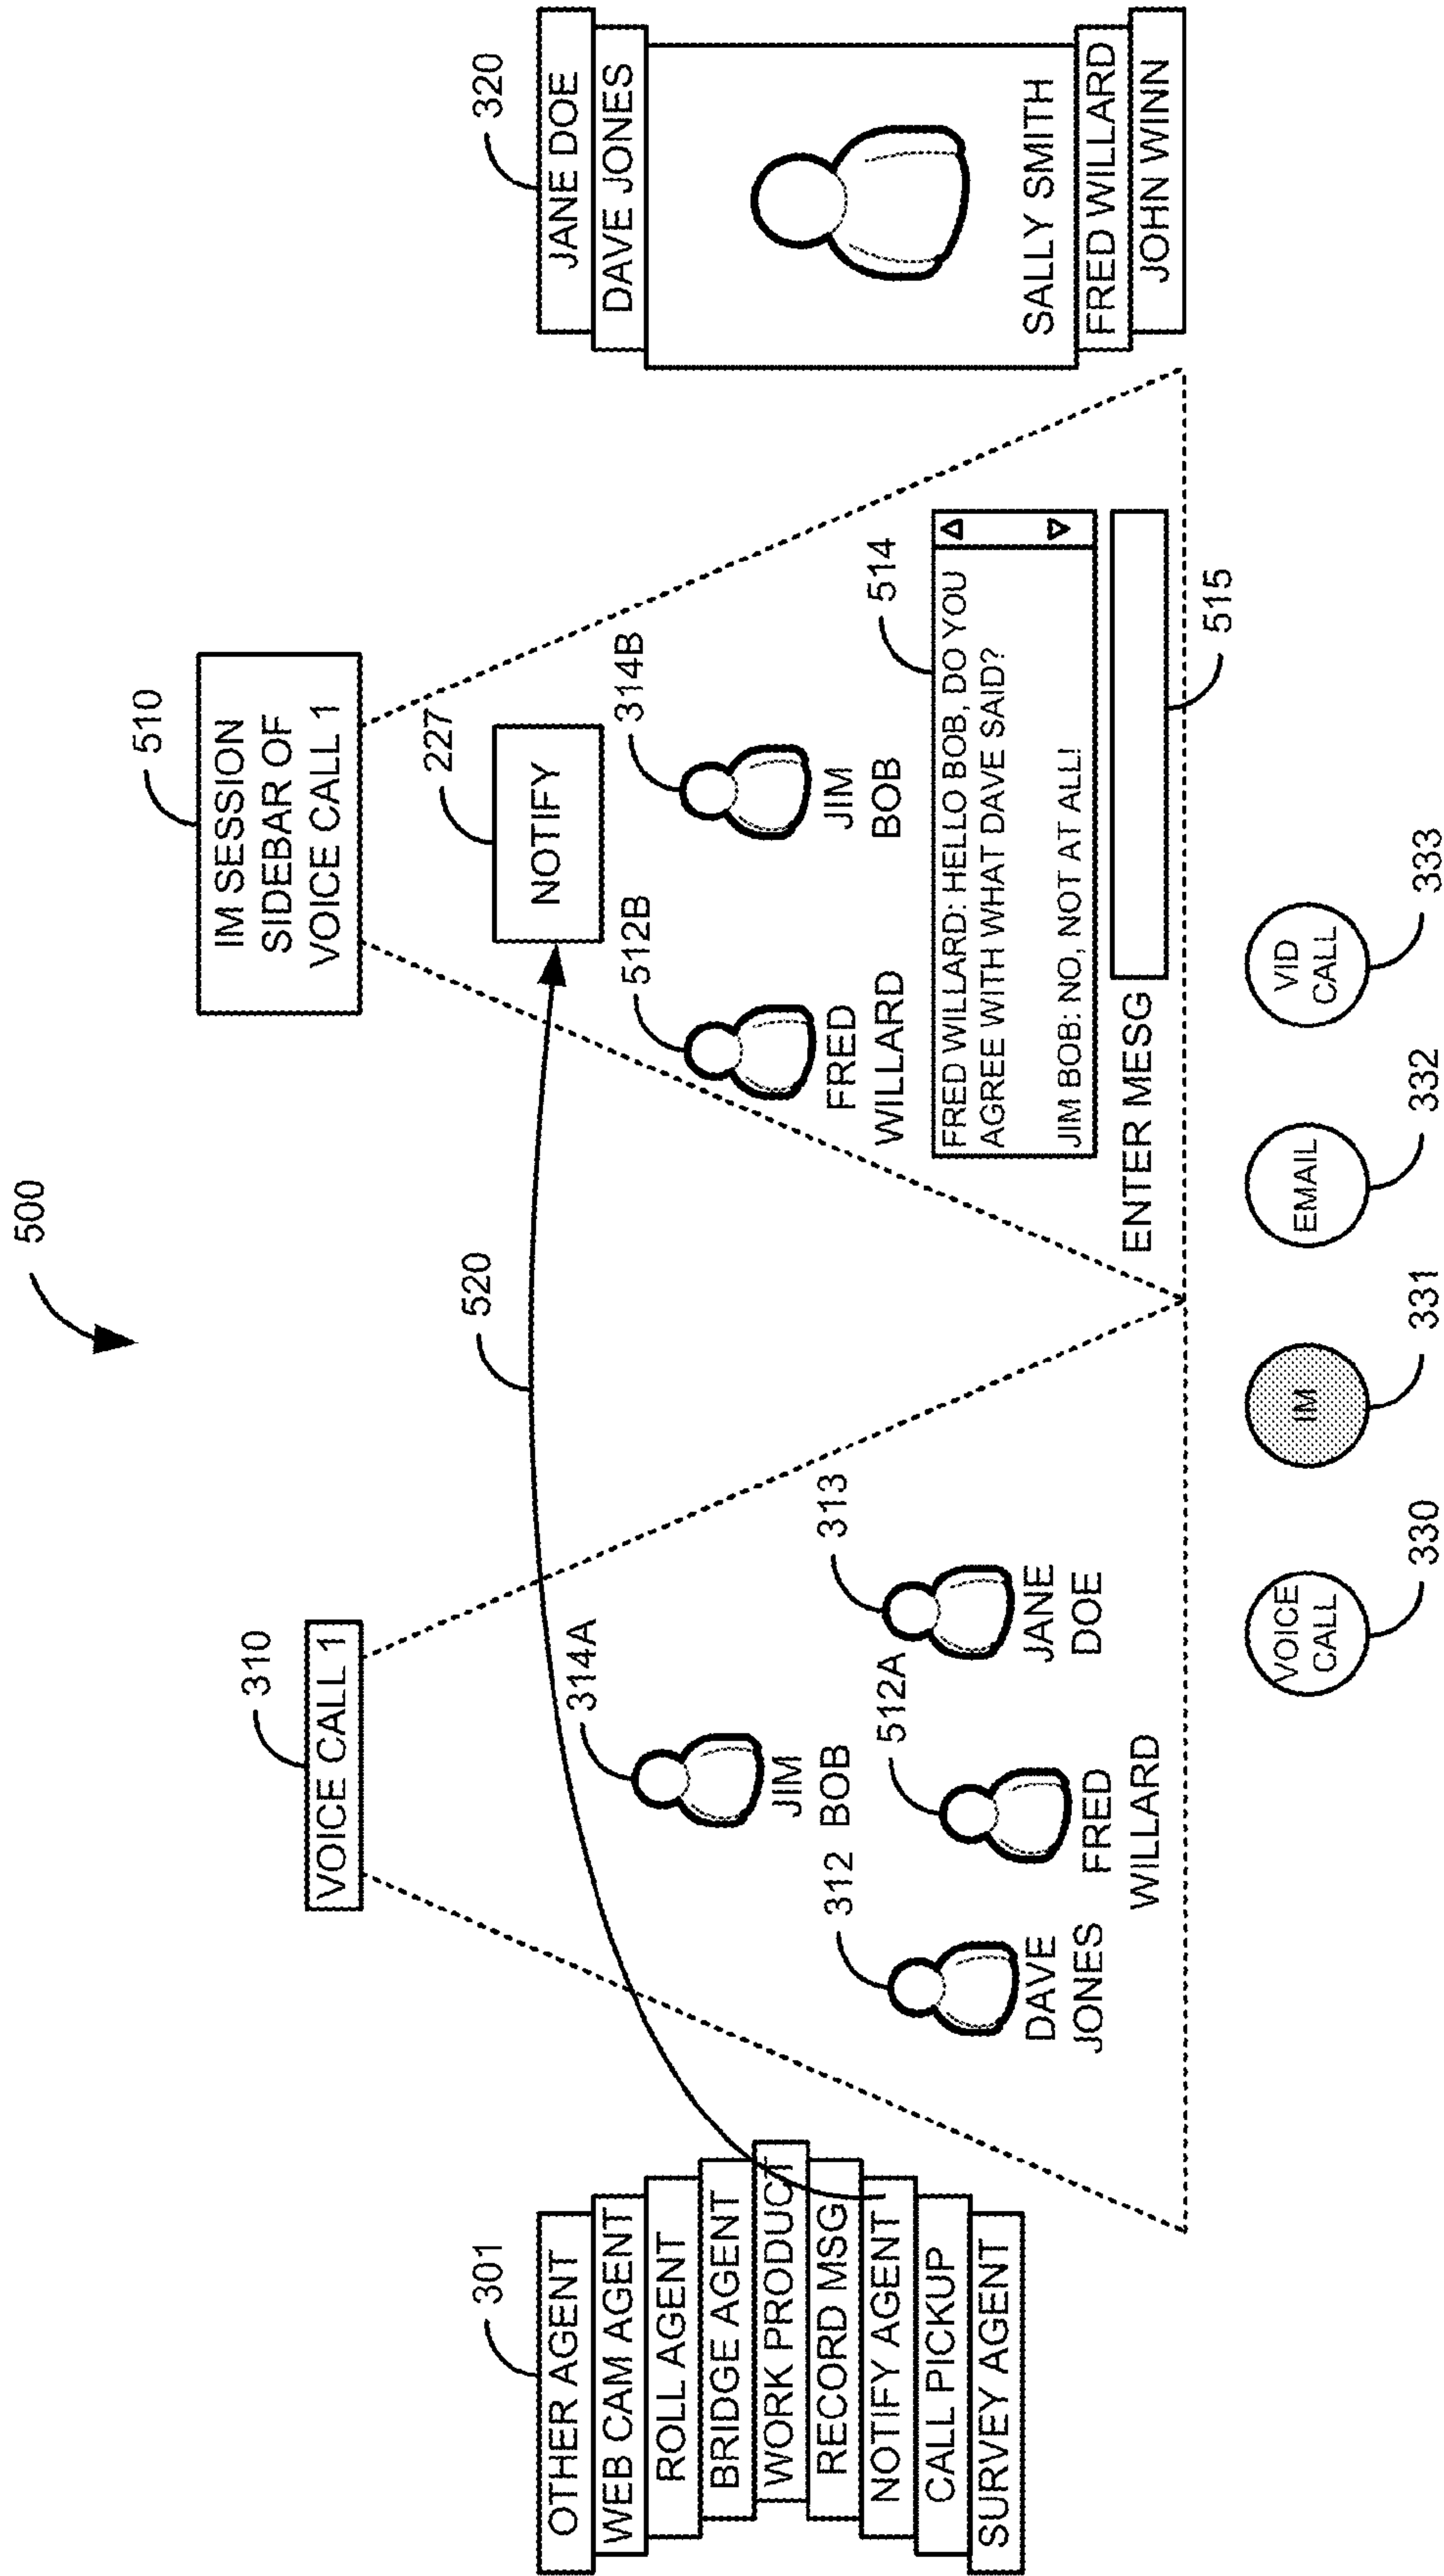 500
301
OTHER AGENT
WEB CAM AGENT
ROLL AGENT
BRIDGE AGENT
WORK PRODUCT
RECORD MSG
NOTIFY AGENT
CALL PICKUP
SURVEY AGENT
310
VOICE CALL 1
520
314A
JIM
BOB
312
DAVE
JONES
512A
FRED
WILLARD
313
JANE
DOE
510
IM SESSION
SIDEBAR OF
VOICE CALL 1
227
NOTIFY
512B
FRED
WILLARD
314B
JIM
BOB
514
FRED WILLARD: HELLO BOB, DO YOU
AGREE WITH WHAT DAVE SAID?
JIM BOB: NO, NOT AT ALL!
ENTER MESG
515
320
JANE DOE
DAVE JONES
SALLY SMITH
FRED WILLARD
JOHN WINN
VOICE
CALL
330
IM
331
EMAIL
332
VID
CALL
333